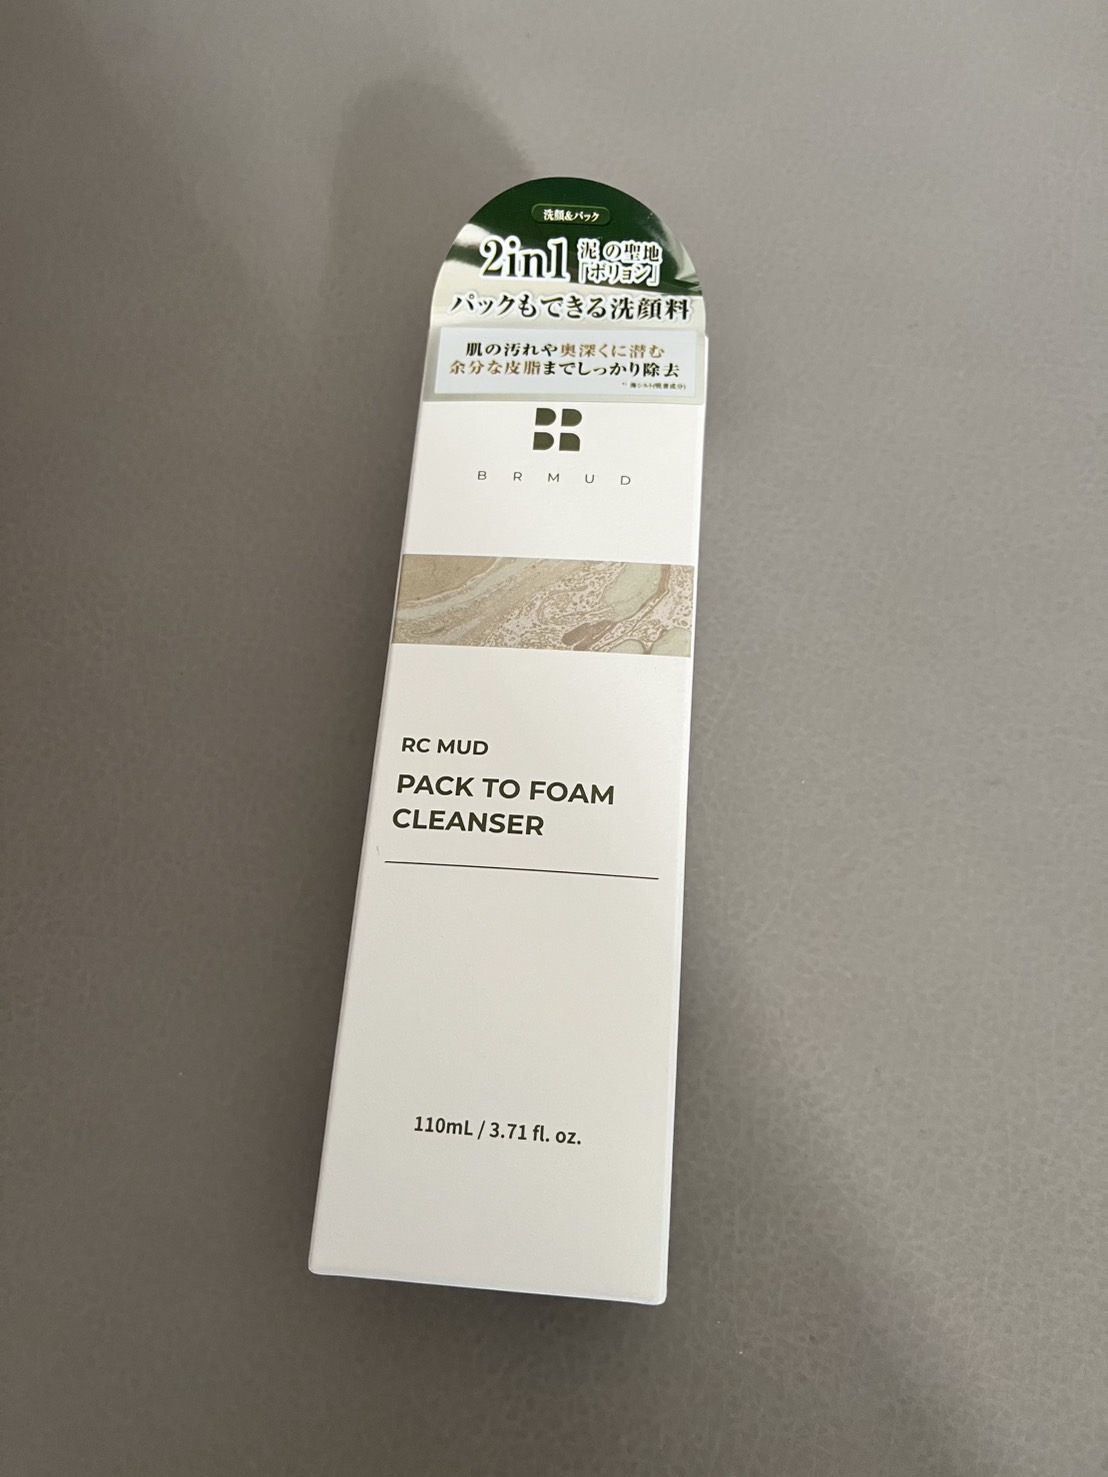 洗顔&パック
2in1 泥の聖地
「ボリョン」
パックもできる洗顔料
肌の汚れや奥深くに潜む
余分な皮脂までしっかり除去
BRMUD
RC MUD
PACK TO FOAM
CLEANSER
110mL / 3.71 fl. oz.